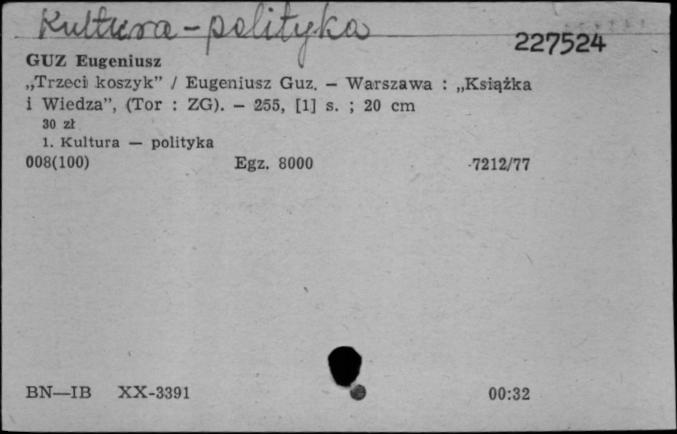 Kultura - polityka
227524
GUZ Eugeniusz
„Trzeci koszyk” / Eugeniusz Guz. — Warszawa : „Książka
i Wiedza”, (Tor : ZG). — 255, [1] s. ; 20 cm
30 zł
1. Kultura — polityka
008(100) Egz. 8000 7212/77
BN—IB XX-3391 00:32